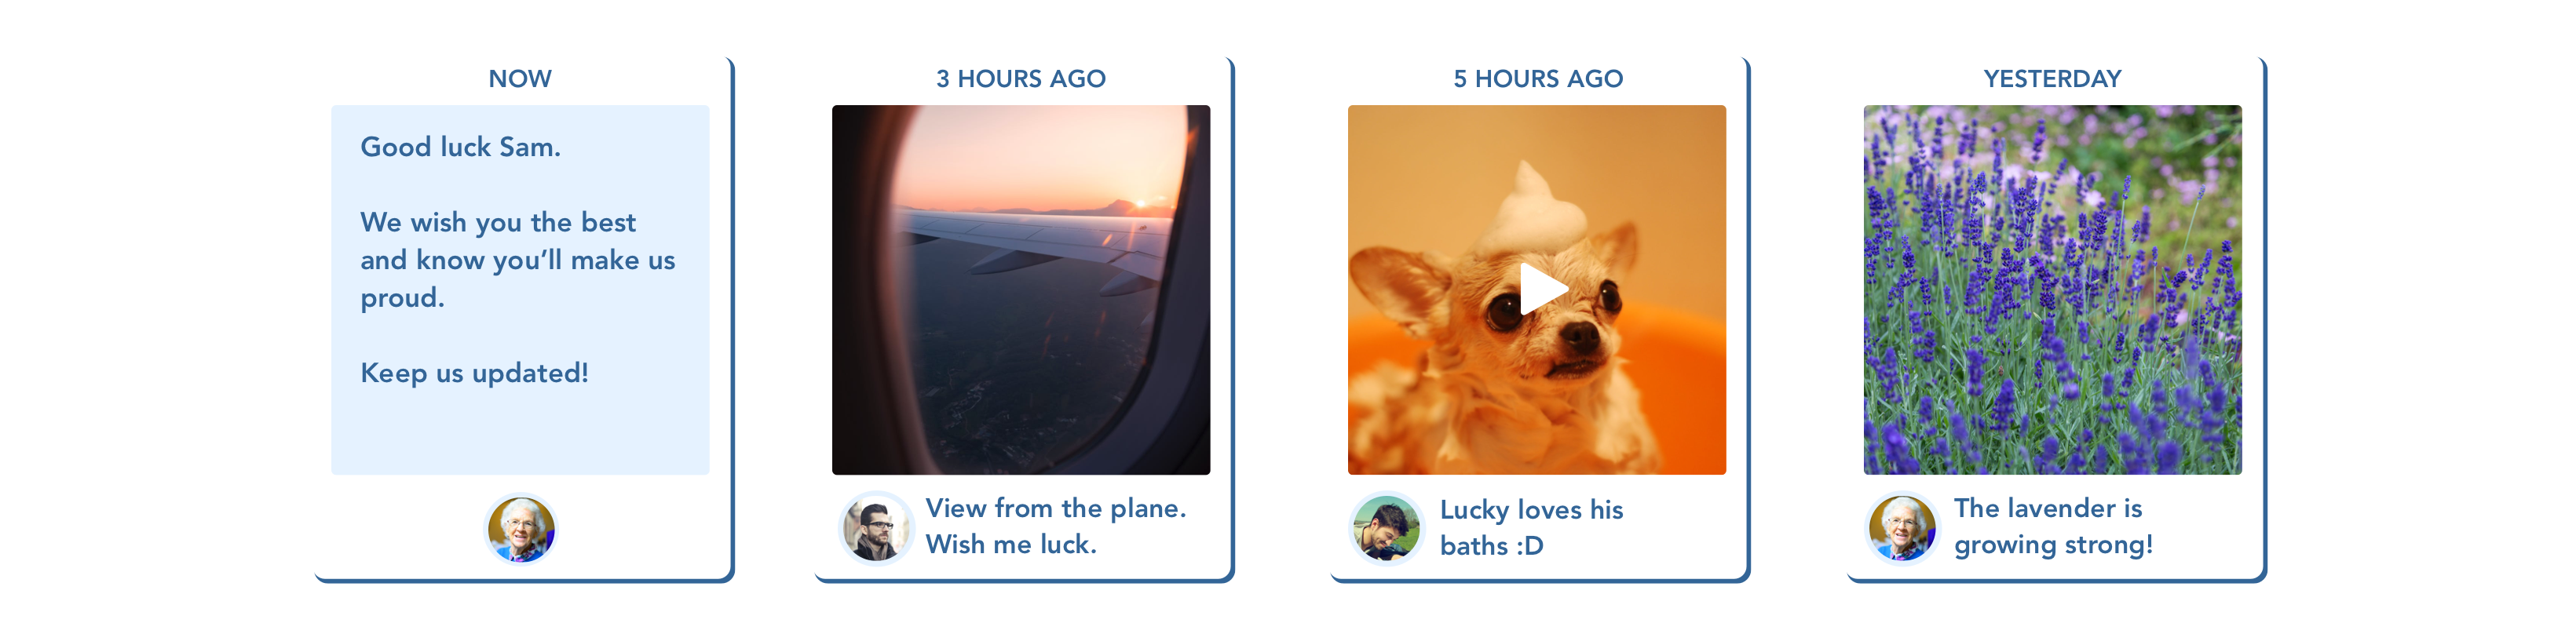 NOW
Good luck Sam.
We wish you the best
and know you’ll make us
proud.
Keep us updated!
3 HOURS AGO
View from the plane.
Wish me luck.
5 HOURS AGO
Lucky loves his
baths :D
YESTERDAY
The lavender is
growing strong!